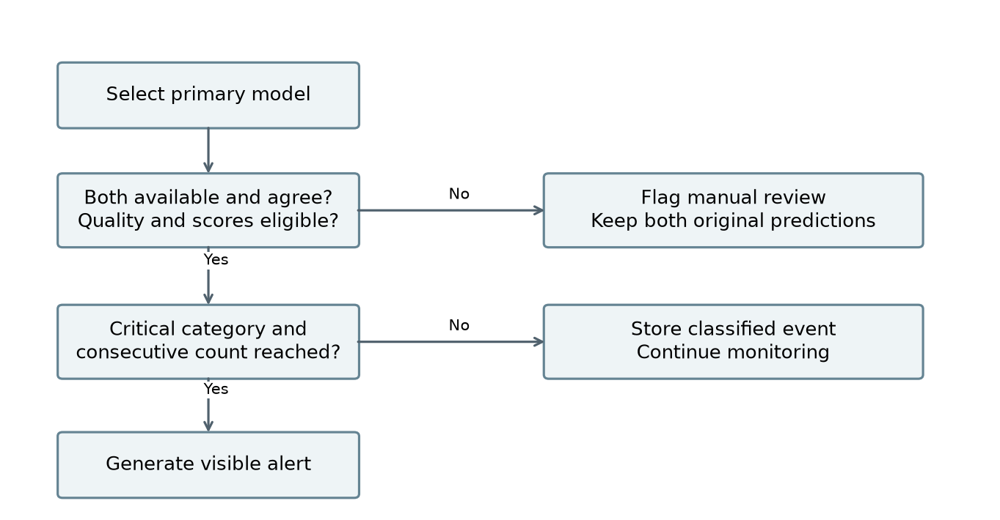 Select primary model
Both available and agree?
Quality and scores eligible?
No
Flag manual review
Keep both original predictions
Yes
Critical category and
consecutive count reached?
No
Store classified event
Continue monitoring
Yes
Generate visible alert